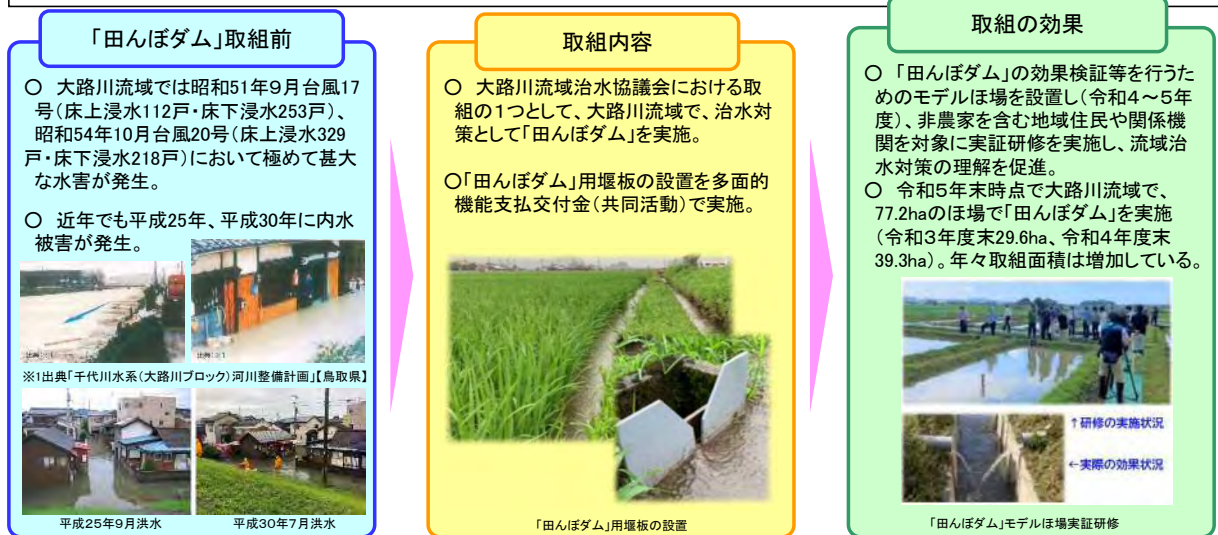 「田んぼダム」取組前
○ 大路川流域では昭和51年9月台風17
号(床上浸水112戸・床下浸水253戸)、
昭和54年10月台風20号(床上浸水329
戸・床下浸水218戸)において極めて甚大
な水害が発生。
○ 近年でも平成25年、平成30年に内水
被害が発生。
出典:※1
出典:※1
※1出典「千代川水系(大路川ブロック)河川整備計画」【鳥取県】
平成25年9月洪水
平成30年7月洪水
取組内容
○ 大路川流域治水協議会における取
組の1つとして、大路川流域で、治水対
策として「田んぼダム」を実施。
○「田んぼダム」用堰板の設置を多面的
機能支払交付金(共同活動)で実施。
「田んぼダム」用堰板の設置
取組の効果
○ 「田んぼダム」の効果検証等を行うた
めのモデルほ場を設置し(令和4~5年
度)、非農家を含む地域住民や関係機
関を対象に実証研修を実施し、流域治
水対策の理解を促進。
○ 令和5年末時点で大路川流域で、
77.2haのほ場で「田んぼダム」を実施
(令和3年度末29.6ha、令和4年度末
39.3ha)。年々取組面積は増加している。
↑研修の実施状況
←実際の効果状況
「田んぼダム」モデルほ場実証研修